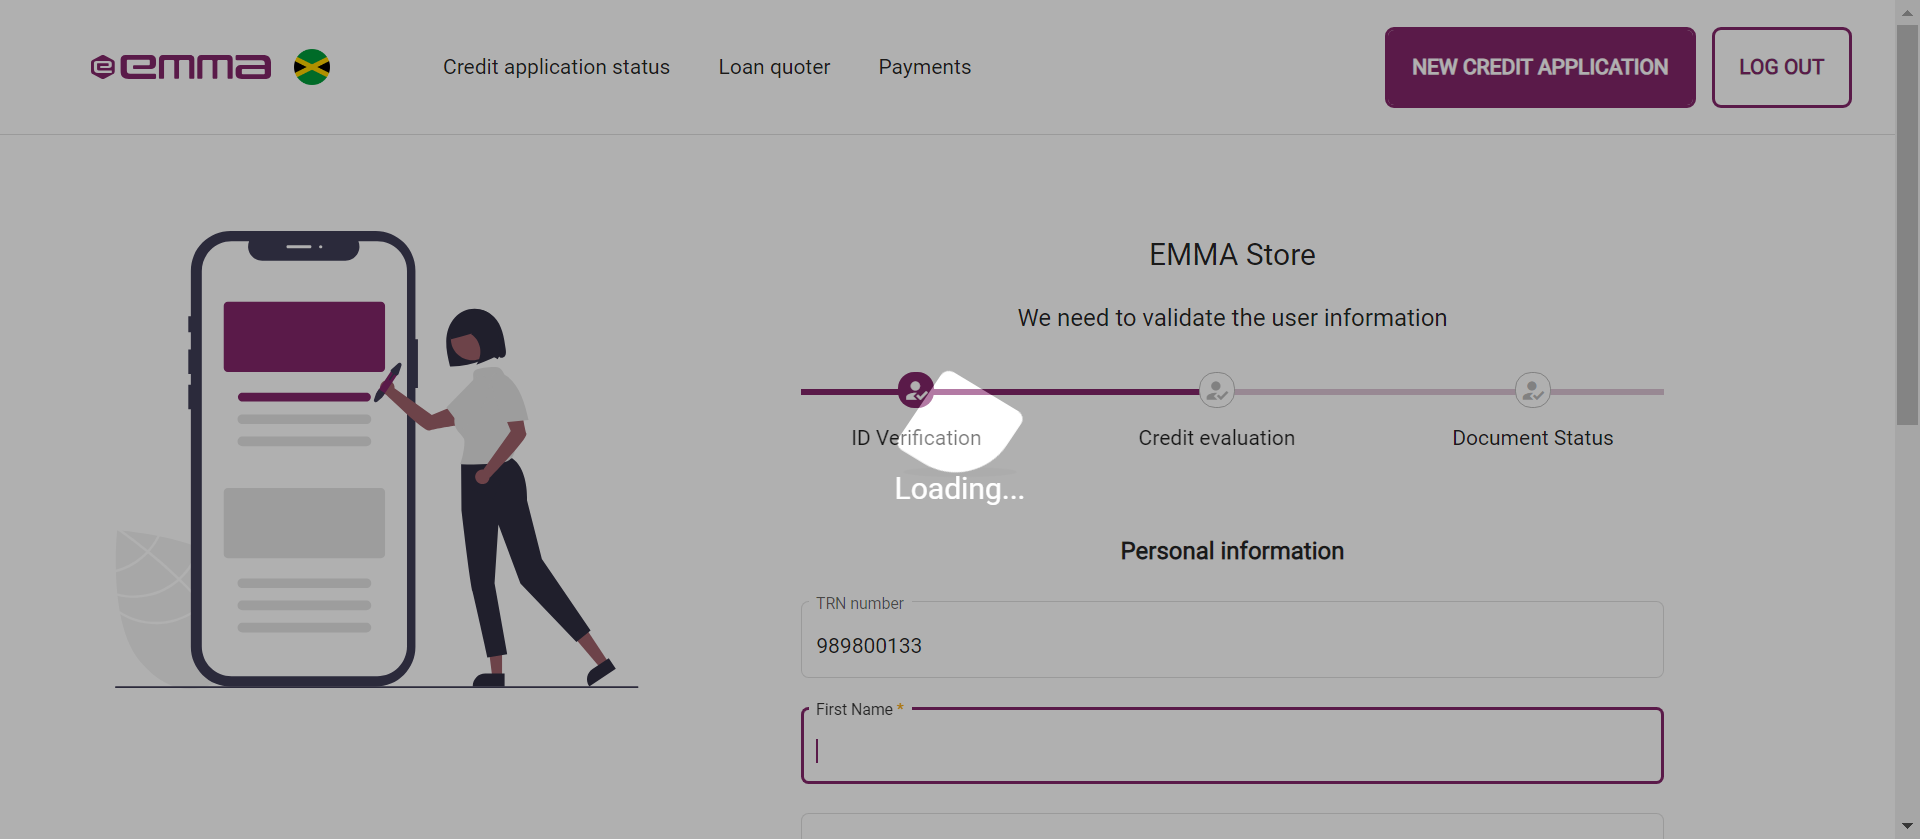 emma
Credit application status
Loan quoter
Payments
NEW CREDIT APPLICATION
LOG OUT
EMMA Store
We need to validate the user information
ID Verification
Credit evaluation
Document Status
Loading...
Personal information
TRN number
989800133
First Name *